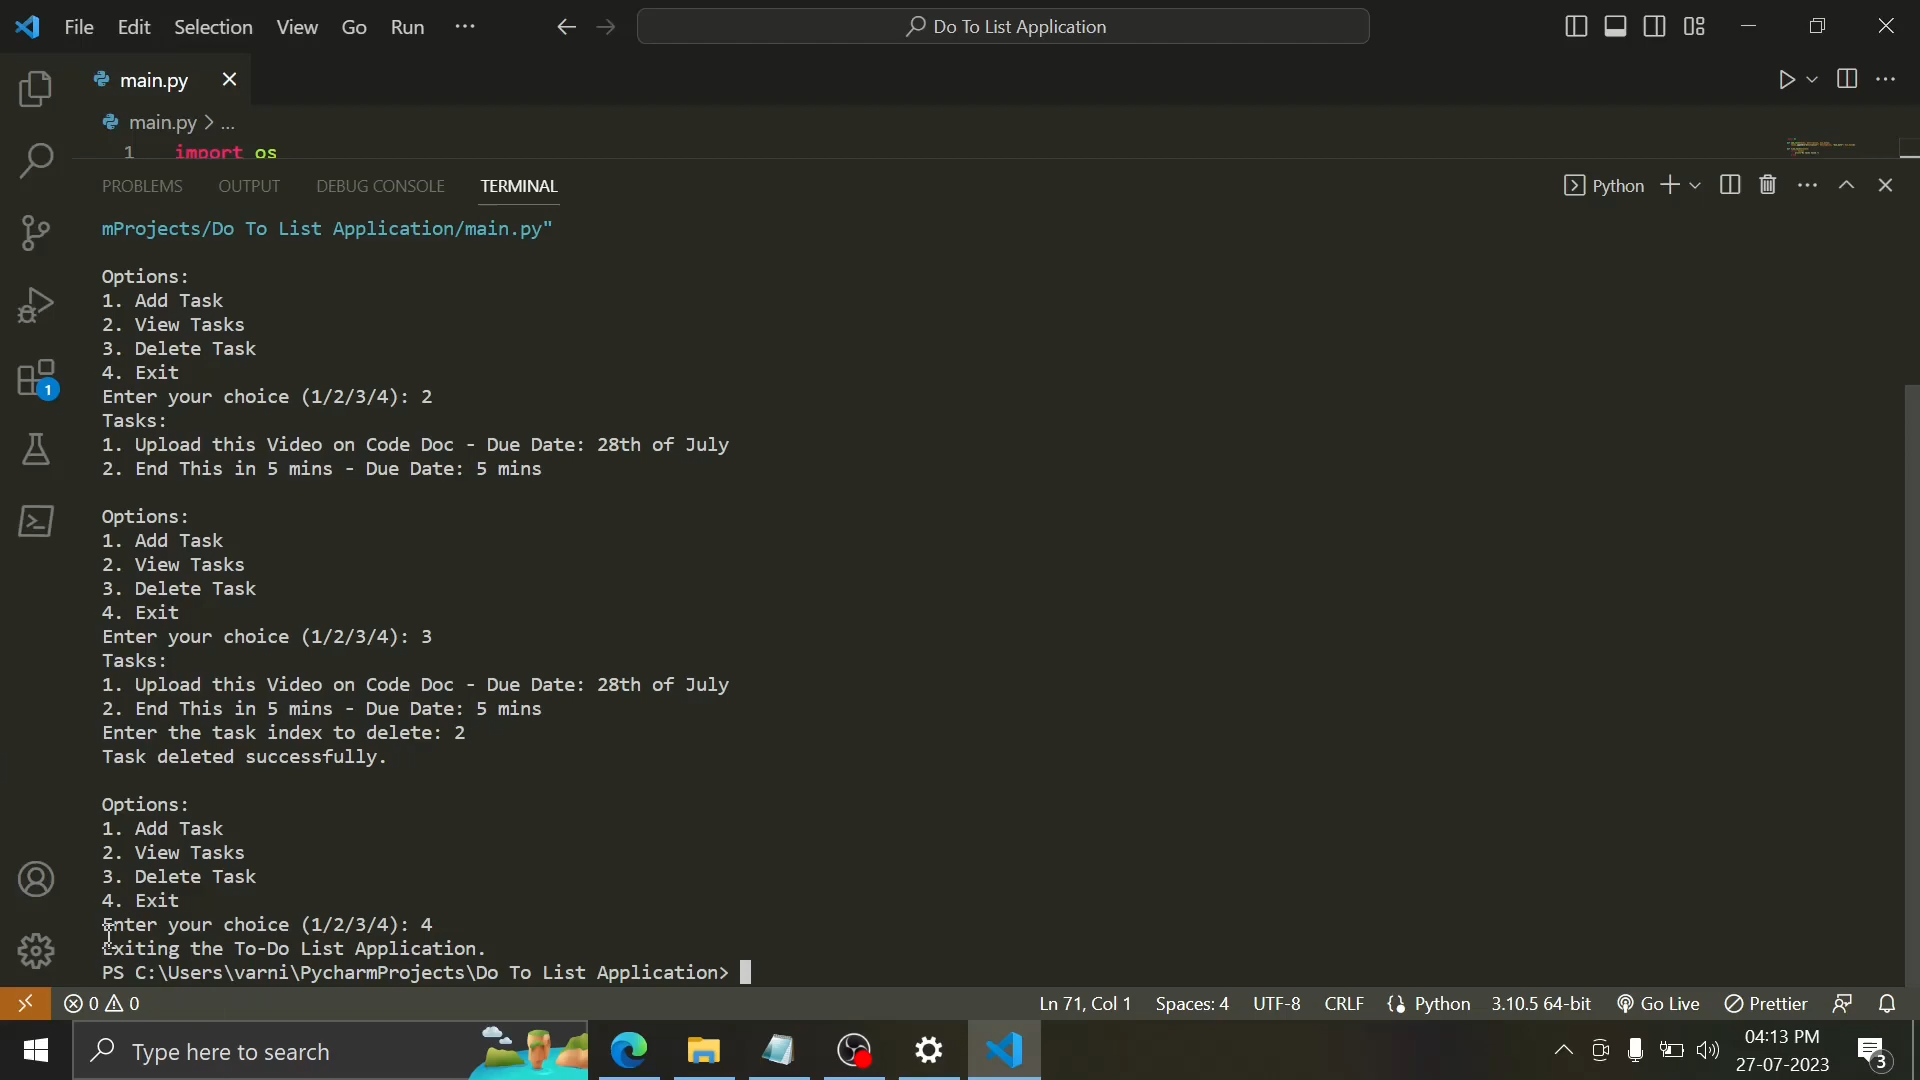 File Edit Selection View Go Run ...
Do To List Application
main.py
main.py > ...
1 import os
PROBLEMS OUTPUT DEBUG CONSOLE TERMINAL
Python
mProjects/Do To List Application/main.py"
Options:
1. Add Task
2. View Tasks
3. Delete Task
4. Exit
Enter your choice (1/2/3/4): 2
Tasks:
1. Upload this Video on Code Doc - Due Date: 28th of July
2. End This in 5 mins - Due Date: 5 mins
Options:
1. Add Task
2. View Tasks
3. Delete Task
4. Exit
Enter your choice (1/2/3/4): 3
Tasks:
1. Upload this Video on Code Doc - Due Date: 28th of July
2. End This in 5 mins - Due Date: 5 mins
Enter the task index to delete: 2
Task deleted successfully.
Options:
1. Add Task
2. View Tasks
3. Delete Task
4. Exit
Enter your choice (1/2/3/4): 4
Exiting the To-Do List Application.
PS C:\Users\varni\PycharmProjects\Do To List Application>
1
0 0
Ln 71, Col 1 Spaces: 4 UTF-8 CRLF Python 3.10.5 64-bit Go Live Prettier
Type here to search
04:13 PM
27-07-2023
3